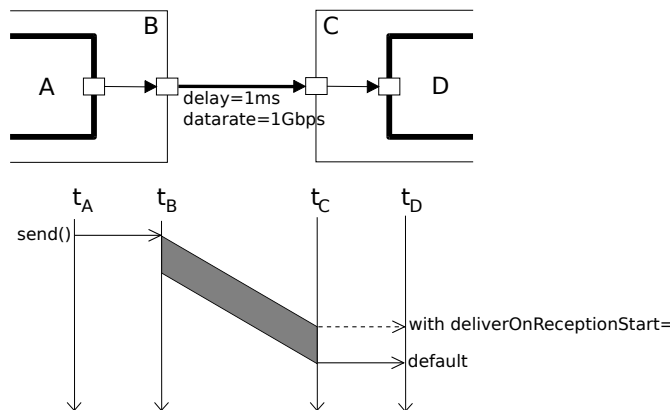 B
C
A
D
delay=1ms
datarate=1Gbps
tA
tB
tC
tD
send()
with deliverOnReceptionStart=
default